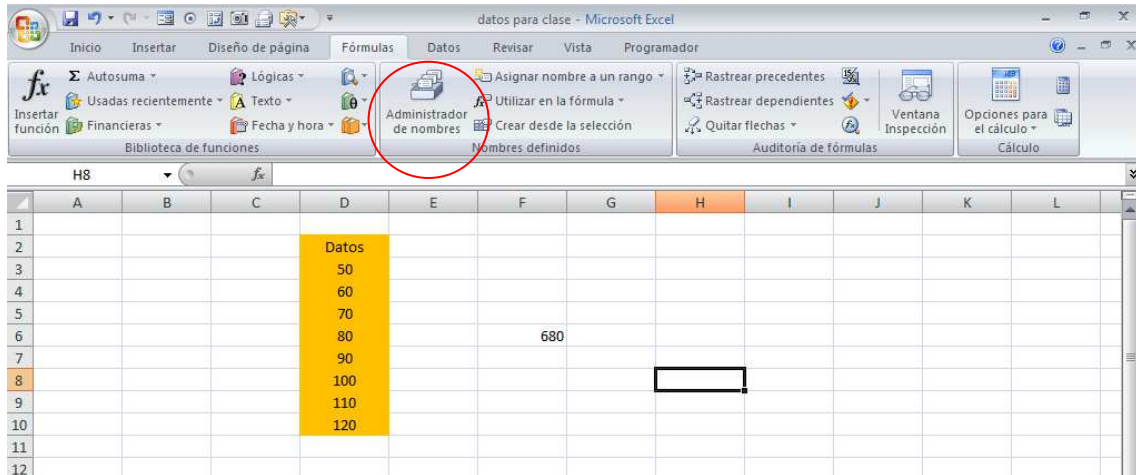 datos para clase - Microsoft Excel
Inicio Insertar Diseño de página Fórmulas Datos Revisar Vista Programador
fx Σ Autosuma Lógicas Asignar nombre a un rango Rastrear precedentes
Usadas recientemente A Texto θ fx Utilizar en la fórmula Rastrear dependientes
Insertar función Financieras Fecha y hora Administrador de nombres Crear desde la selección Quitar flechas Ventana Inspección Opciones para el cálculo
Biblioteca de funciones Nombres definidos Auditoría de fórmulas Cálculo
H8 fx
A B C D E F G H I J K L
1
2 Datos
3 50
4 60
5 70
6 80 680
7 90
8 100
9 110
10 120
11
12